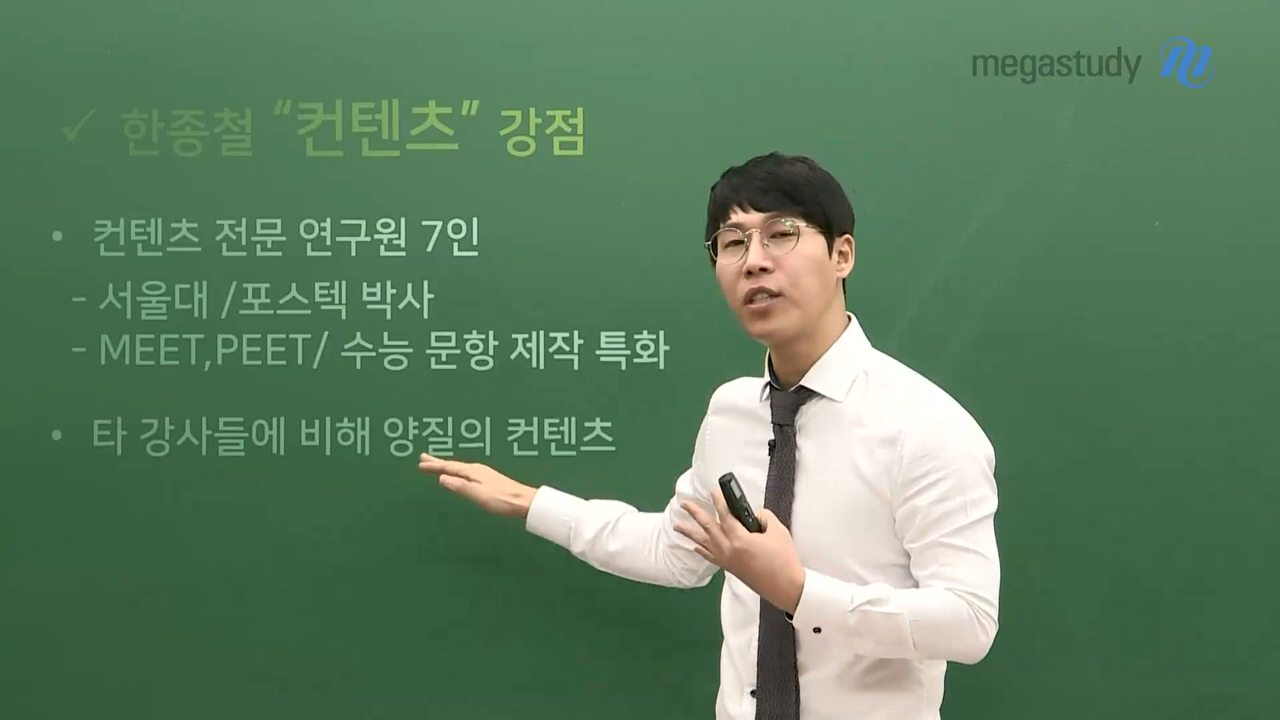 megastudy
✓ 한종철 “컨텐츠” 강점
• 컨텐츠 전문 연구원 7인
- 서울대 /포스텍 박사
- MEET,PEET/ 수능 문항 제작 특화
• 타 강사들에 비해 양질의 컨텐츠